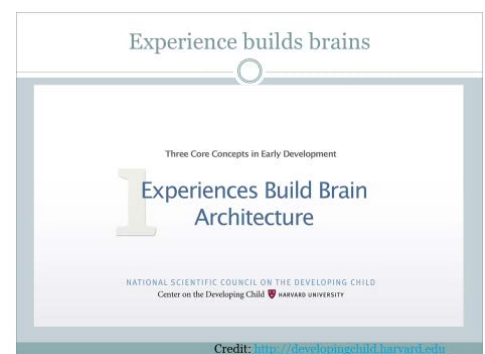 Experience builds brains
Three Core Concepts in Early Development
1
Experiences Build Brain
Architecture
NATIONAL SCIENTIFIC COUNCIL ON THE DEVELOPING CHILD
Center on the Developing Child HARVARD UNIVERSITY
Credit: http://developingchild.harvard.edu